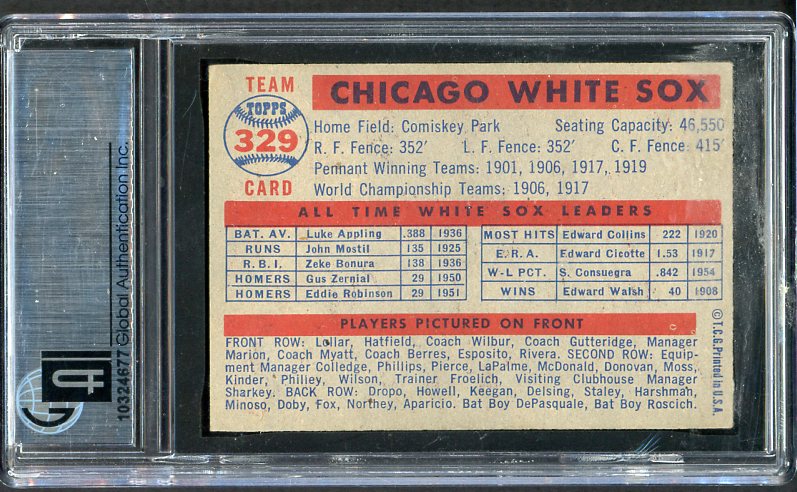 TEAM
TOPPS
329
CARD
CHICAGO WHITE SOX
Home Field: Comiskey Park Seating Capacity: 46,550
R. F. Fence: 352' L. F. Fence: 352' C. F. Fence: 415'
Pennant Winning Teams: 1901, 1906, 1917, 1919
World Championship Teams: 1906, 1917
ALL TIME WHITE SOX LEADERS
BAT. AV. Luke Appling .388 1936
RUNS John Mostil 135 1925
R.B.I. Zeke Bonura 138 1936
HOMERS Gus Zernial 29 1950
HOMERS Eddie Robinson 29 1951
MOST HITS Edward Collins 222 1920
E.R.A. Edward Cicotte 1.53 1917
W-L PCT. S. Consuegra .842 1954
WINS Edward Walsh 40 1908
PLAYERS PICTURED ON FRONT
FRONT ROW: Lollar, Hatfield, Coach Wilbur, Coach Gutteridge, Manager
Marion, Coach Myatt, Coach Berres, Esposito, Rivera. SECOND ROW: Equip-
ment Manager Colledge, Phillips, Pierce, LaPalme, McDonald, Donovan, Moss,
Kinder, Philley, Wilson, Trainer Froelich, Visiting Clubhouse Manager
Sharkey. BACK ROW: Dropo, Howell, Keegan, Delsing, Staley, Harshman,
Minoso, Doby, Fox, Northey, Aparicio. Bat Boy DePasquale, Bat Boy Roscich.
© T.C.G. Printed in U.S.A.
Global Authentication Inc.
10324677